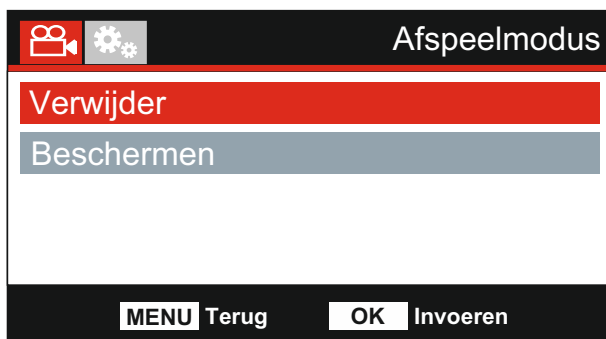 Afspeelmodus
Verwijder
Beschermen
MENU Terug OK Invoeren